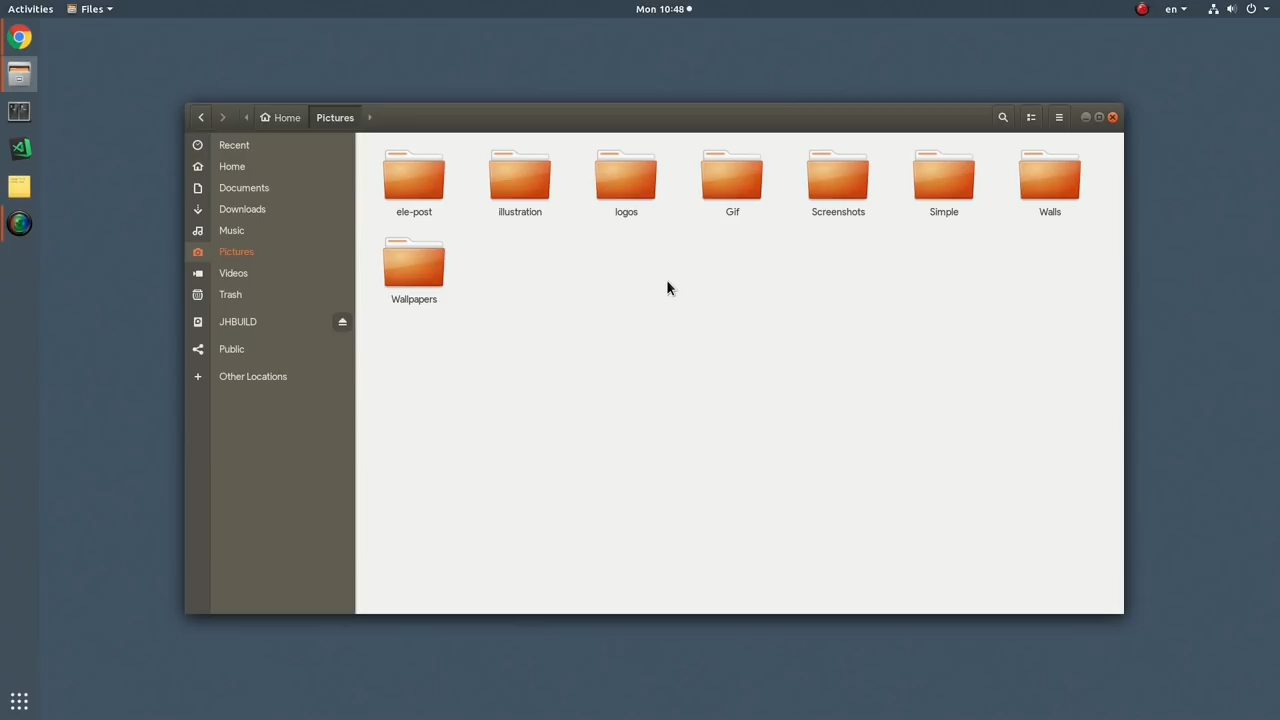 Activities Files Mon 10:48 en
Home Pictures
Recent
Home
Documents
Downloads
Music
Pictures
Videos
Trash
JHBUILD
Public
Other Locations
ele-post illustration logos Gif Screenshots Simple Walls
Wallpapers